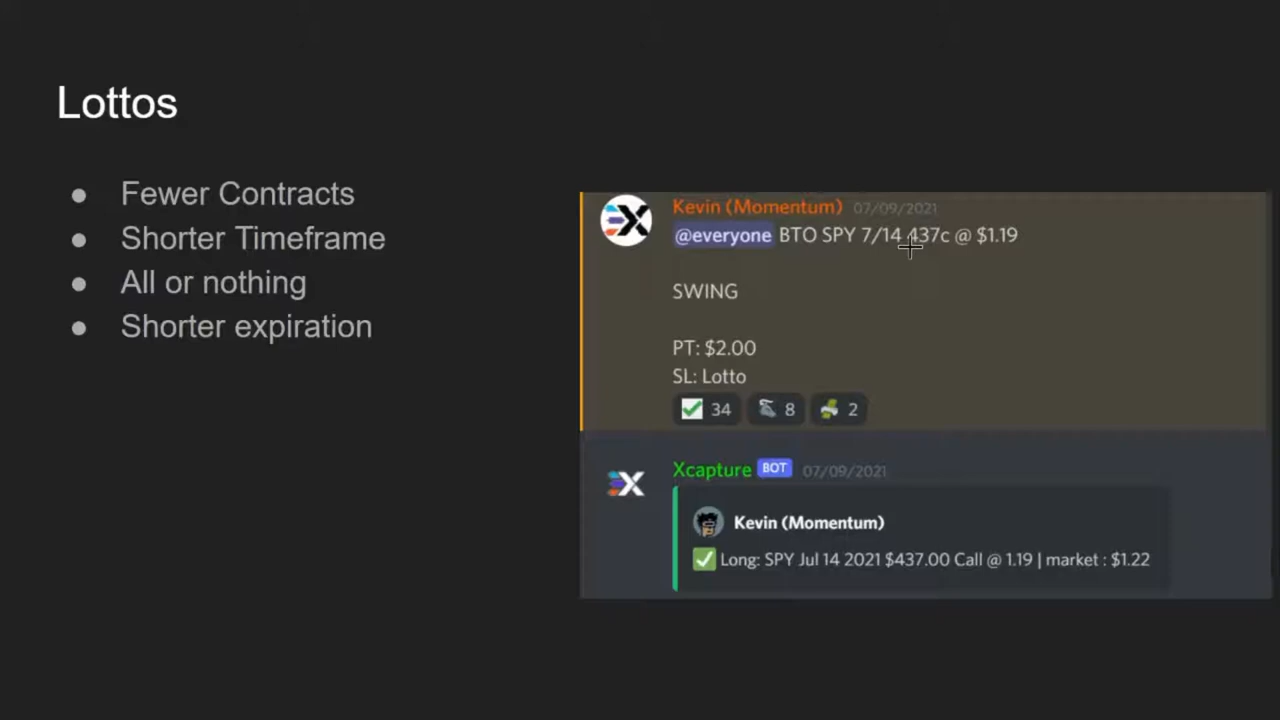 Lottos
● Fewer Contracts
● Shorter Timeframe
● All or nothing
● Shorter expiration
Kevin (Momentum) 07/09/2021
@everyone BTO SPY 7/14 437c @ $1.19
SWING
PT: $2.00
SL: Lotto
34 8 2
Xcapture BOT 07/09/2021
Kevin (Momentum)
Long: SPY Jul 14 2021 $437.00 Call @ 1.19 | market : $1.22